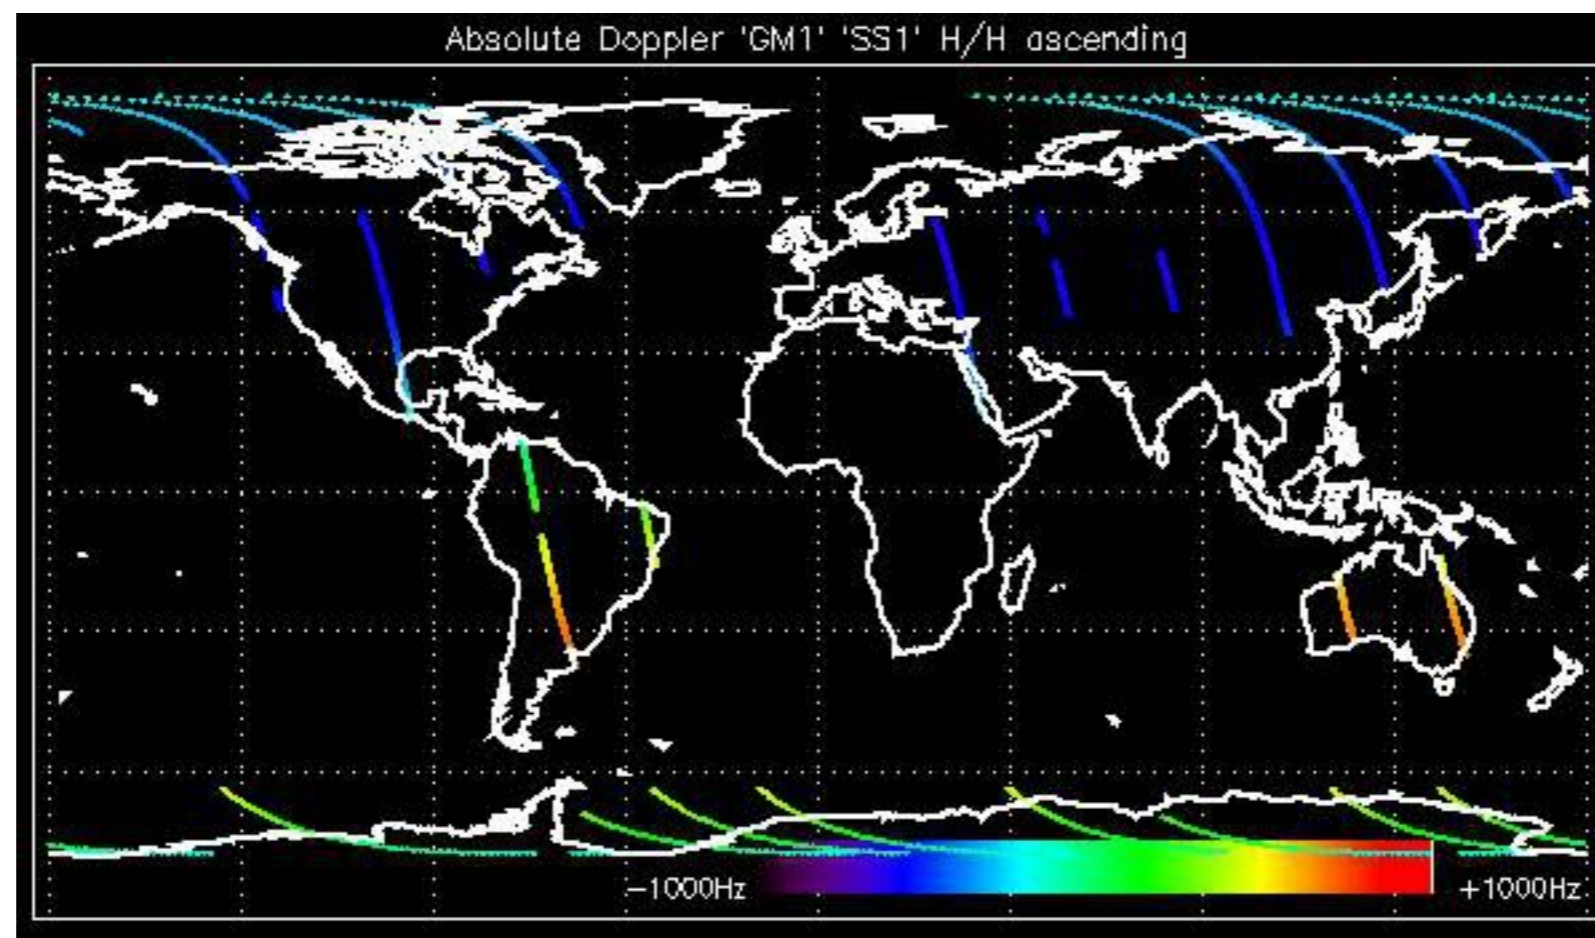 Absolute Doppler 'GM1' 'SS1' H/H ascending
−1000Hz
+1000Hz